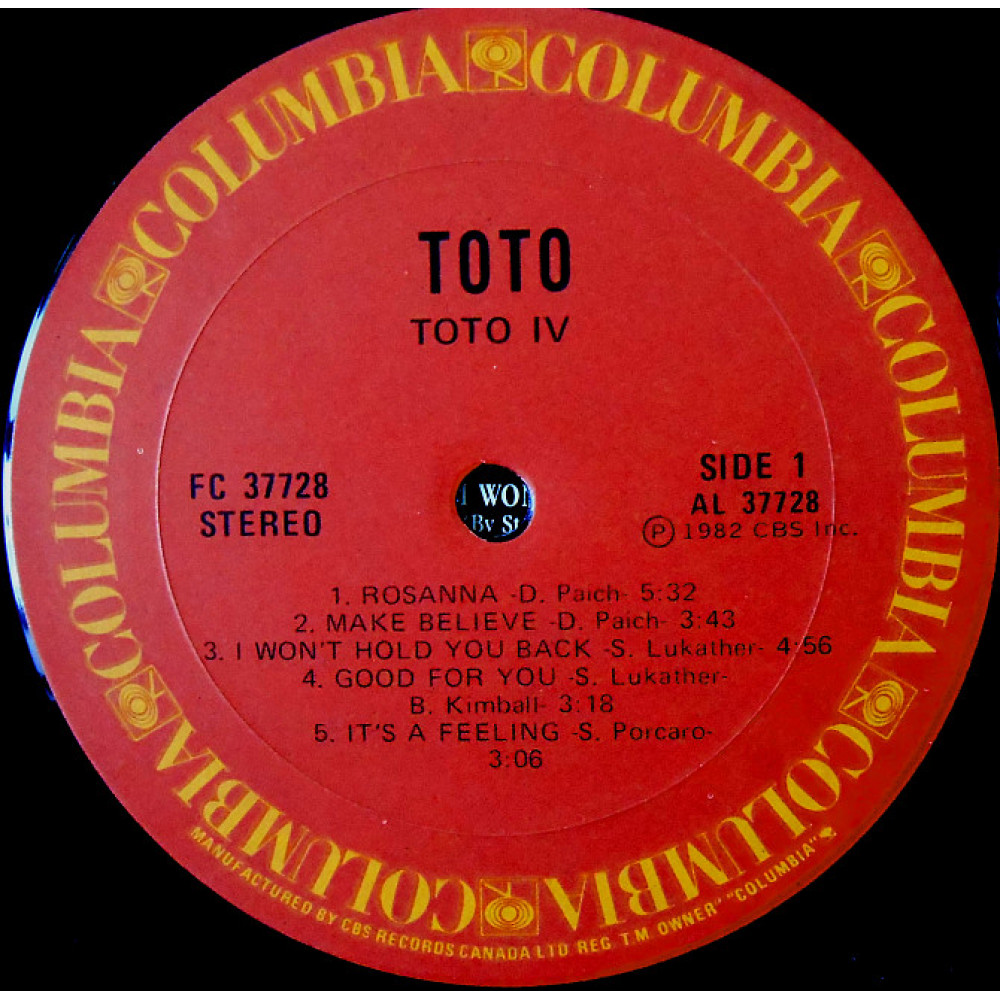 COLUMBIA COLUMBIA COLUMBIA COLUMBIA COLUMBIA COLUMBIA
TOTO
TOTO IV
FC 37728
STEREO
SIDE 1
AL 37728
Ⓟ 1982 CBS Inc.
WO
By St
1. ROSANNA -D. Paich- 5:32
2. MAKE BELIEVE -D. Paich- 3:43
3. I WON'T HOLD YOU BACK -S. Lukather- 4:56
4. GOOD FOR YOU -S. Lukather-
B. Kimball- 3:18
5. IT'S A FEELING -S. Porcaro-
3:06
MANUFACTURED BY CBS RECORDS CANADA LTD REG. T.M. OWNER" "COLUMBIA"